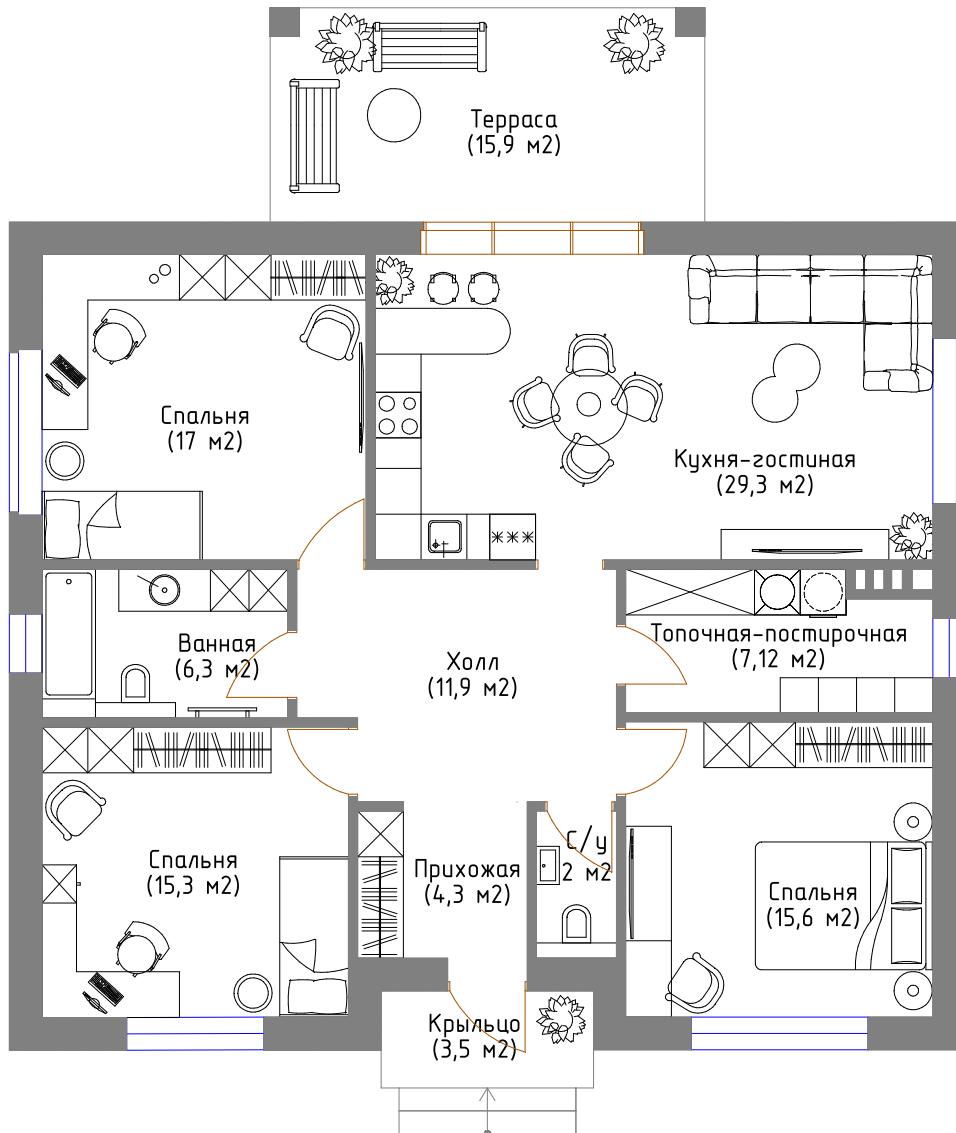 Терраса
(15,9 м2)
Спальня
(17 м2)
Кухня-гостиная
(29,3 м2)
Ванная
(6,3 м2)
Холл
(11,9 м2)
Топочная-постирочная
(7,12 м2)
Спальня
(15,3 м2)
Прихожая
(4,3 м2)
С/у
2 м2
Спальня
(15,6 м2)
Крыльцо
(3,5 м2)